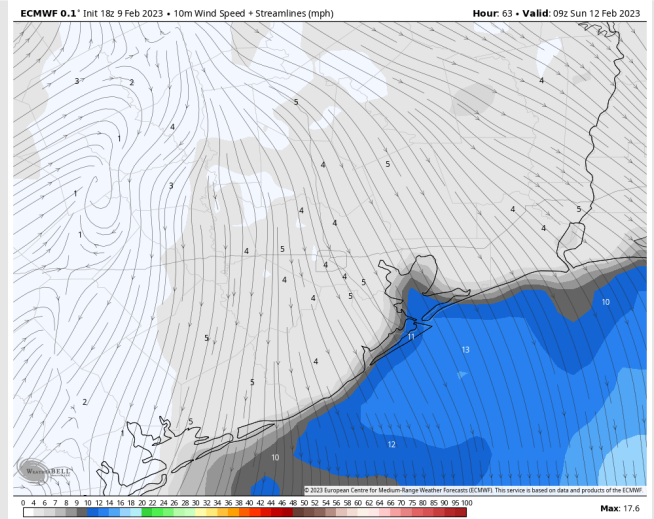 ECMWF 0.1° Init 18z 9 Feb 2023 • 10m Wind Speed + Streamlines (mph)
Hour: 63 • Valid: 09z Sun 12 Feb 2023
3 2 4
5
1 4
4 5
3
1
4 4 5
4
1 4
4 5
4
4 4 5
4 5 10
11
5 13
4
5
2
5
1 12
10
WeatherBELL
© 2023 European Centre for Medium-Range Weather Forecasts (ECMWF). This service is based on data and products of the ECMWF.
0 4 5 6 7 8 9 10 12 14 16 18 20 22 24 26 28 30 32 34 36 38 40 42 44 46 48 50 52 54 56 58 60 62 64 66 68 70 72 75 80 85 90 95 100
Max: 17.6